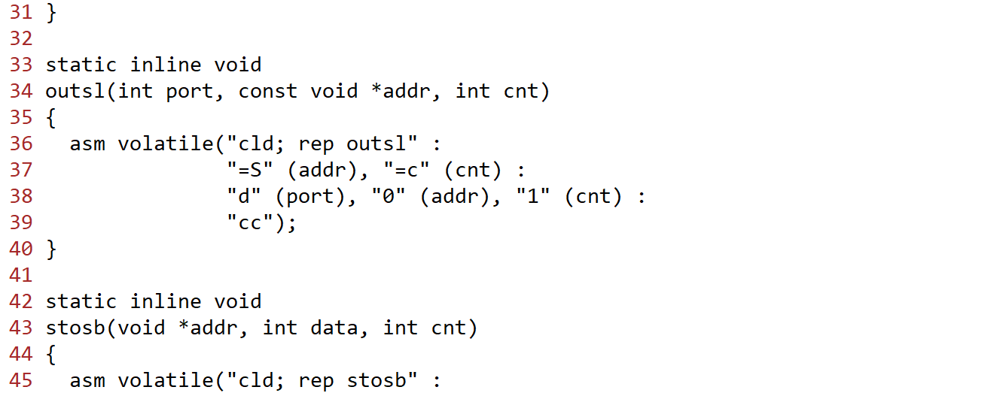 31 }
32
33 static inline void
34 outsl(int port, const void *addr, int cnt)
35 {
36   asm volatile("cld; rep outsl" :
37                "=S" (addr), "=c" (cnt) :
38                "d" (port), "0" (addr), "1" (cnt) :
39                "cc");
40 }
41
42 static inline void
43 stosb(void *addr, int data, int cnt)
44 {
45   asm volatile("cld; rep stosb" :